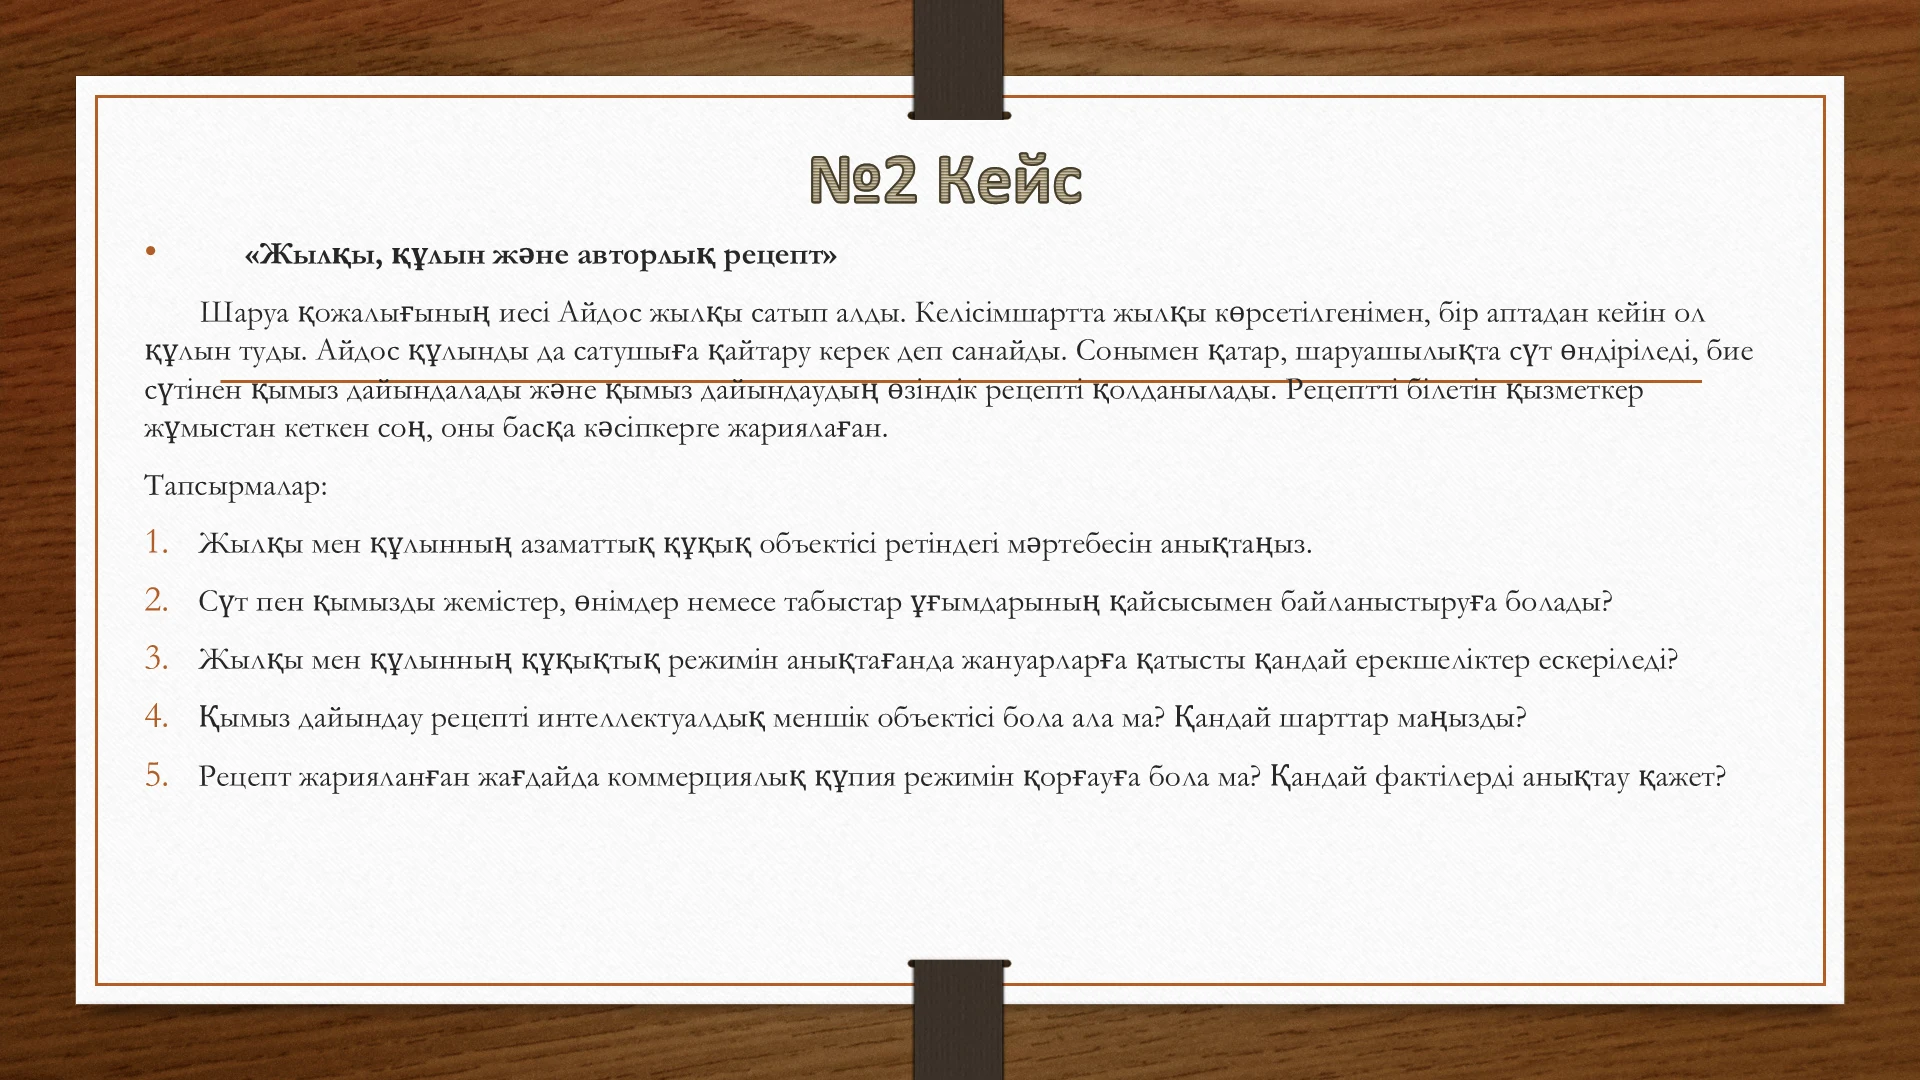 №2 Кейс
• «Жылқы, құлын және авторлық рецепт»
Шаруа қожалығының иесі Айдос жылқы сатып алды. Келісімшартта жылқы көрсетілгенімен, бір аптадан кейін ол
құлын туды. Айдос құлынды да сатушыға қайтару керек деп санайды. Сонымен қатар, шаруашылықта сүт өндіріледі, бие
сүтінен қымыз дайындалады және қымыз дайындаудың өзіндік рецепті қолданылады. Рецептті білетін қызметкер
жұмыстан кеткен соң, оны басқа кәсіпкерге жариялаған.
Тапсырмалар:
1. Жылқы мен құлынның азаматтық құқық объектісі ретіндегі мәртебесін анықтаңыз.
2. Сүт пен қымызды жемістер, өнімдер немесе табыстар ұғымдарының қайсысымен байланыстыруға болады?
3. Жылқы мен құлынның құқықтық режимін анықтағанда жануарларға қатысты қандай ерекшеліктер ескеріледі?
4. Қымыз дайындау рецепті интеллектуалдық меншік объектісі бола ала ма? Қандай шарттар маңызды?
5. Рецепт жарияланған жағдайда коммерциялық құпия режимін қорғауға бола ма? Қандай фактілерді анықтау қажет?